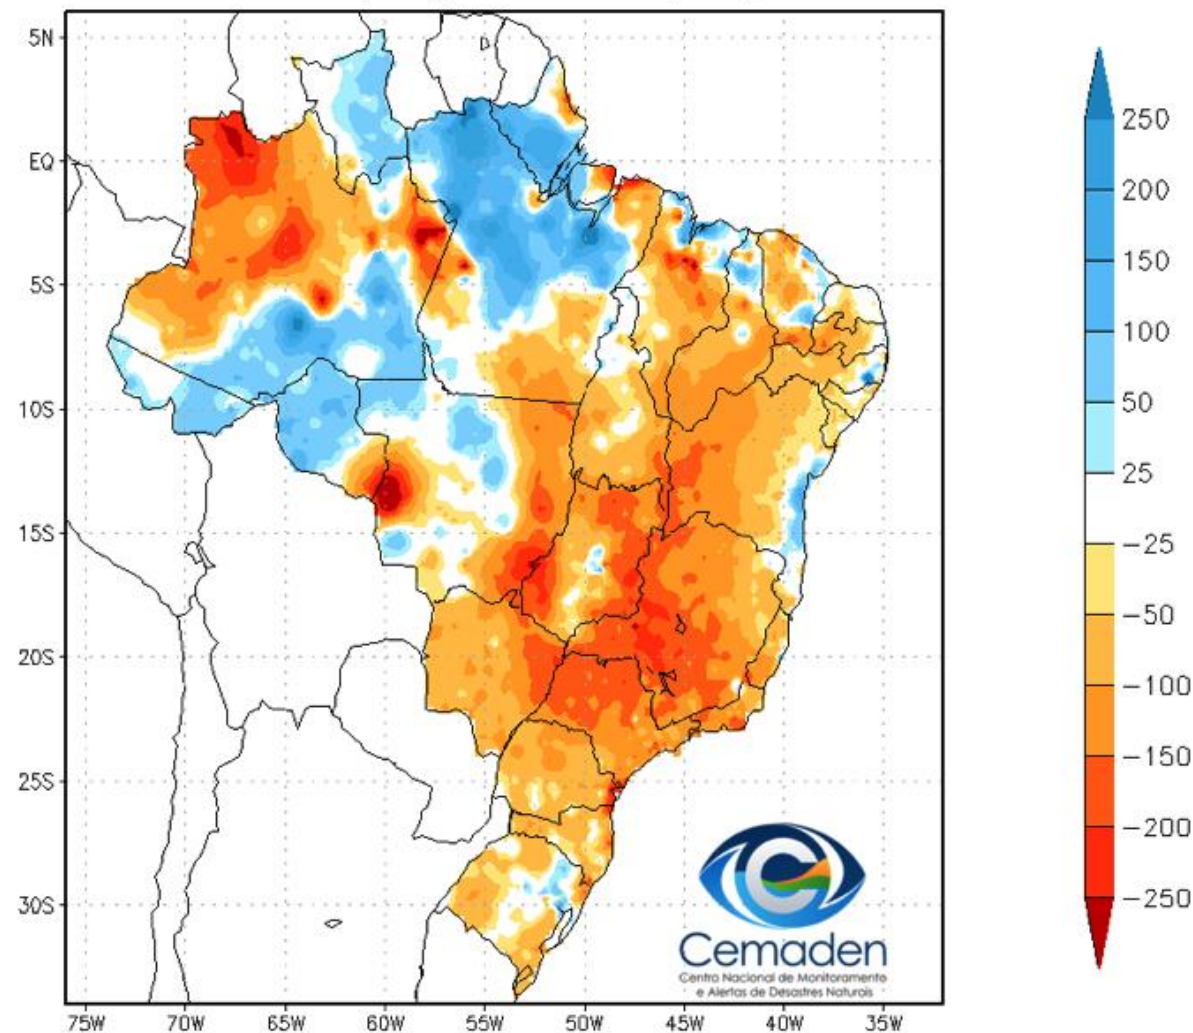 5N
EQ
5S
10S
15S
20S
25S
30S
75W
70W
65W
60W
55W
50W
45W
40W
35W
250
200
150
100
50
25
−25
−50
−100
−150
−200
−250
Cemaden
Centro Nacional de Monitoramento
e Alertas de Desastres Naturais